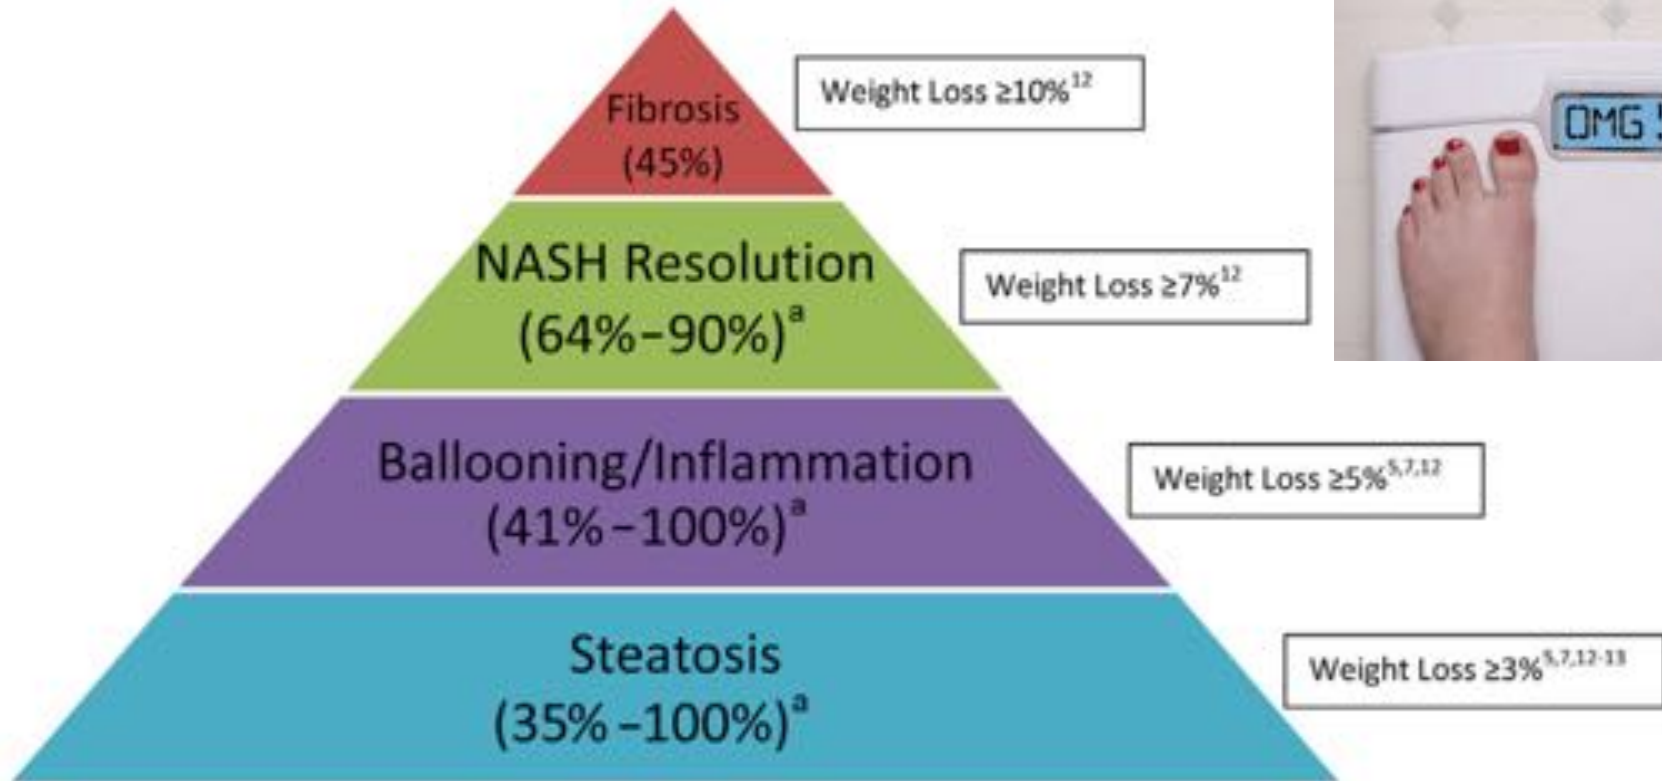 Fibrosis
(45%)
Weight Loss ≥10%¹²
NASH Resolution
(64%–90%)ᵃ
Weight Loss ≥7%¹²
Ballooning/Inflammation
(41%–100%)ᵃ
Weight Loss ≥5%⁵,⁷,¹²
Steatosis
(35%–100%)ᵃ
Weight Loss ≥3%⁵,⁷,¹²⁻¹³
OMG